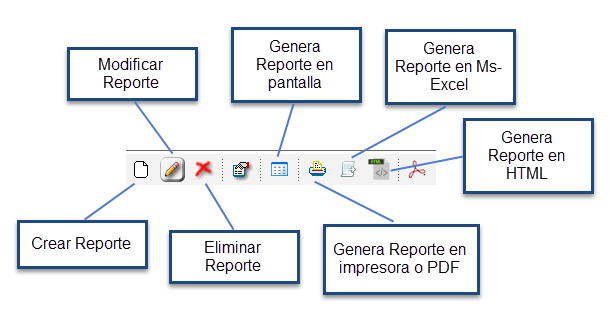 Modificar
Reporte
Genera
Reporte en
pantalla
Genera
Reporte en Ms-
Excel
Genera
Reporte en
HTML
HTML
</>
Crear Reporte
Eliminar
Reporte
Genera Reporte en
impresora o PDF